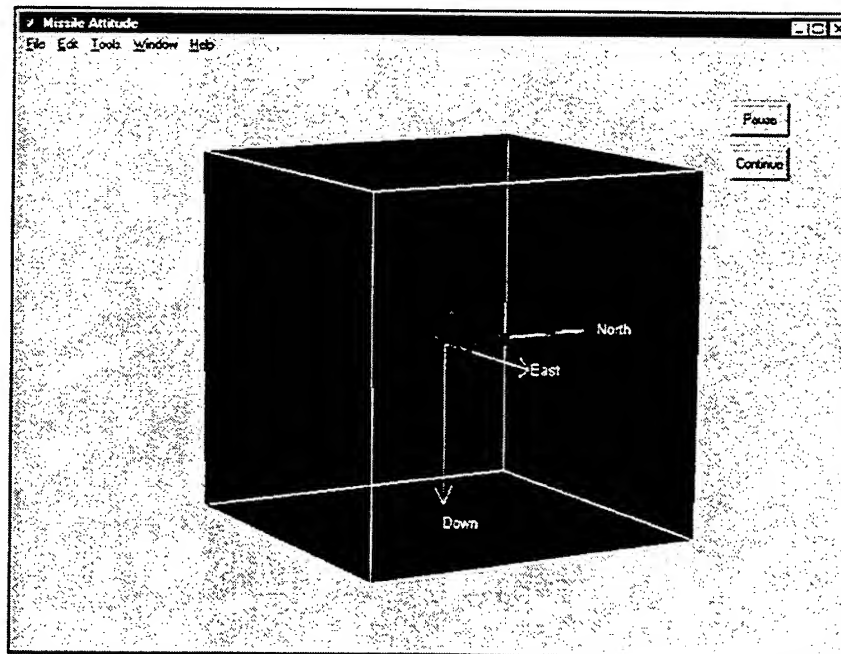 Missile Attitude
File Edit Tools Window Help
Pause
Continue
North
East
Down